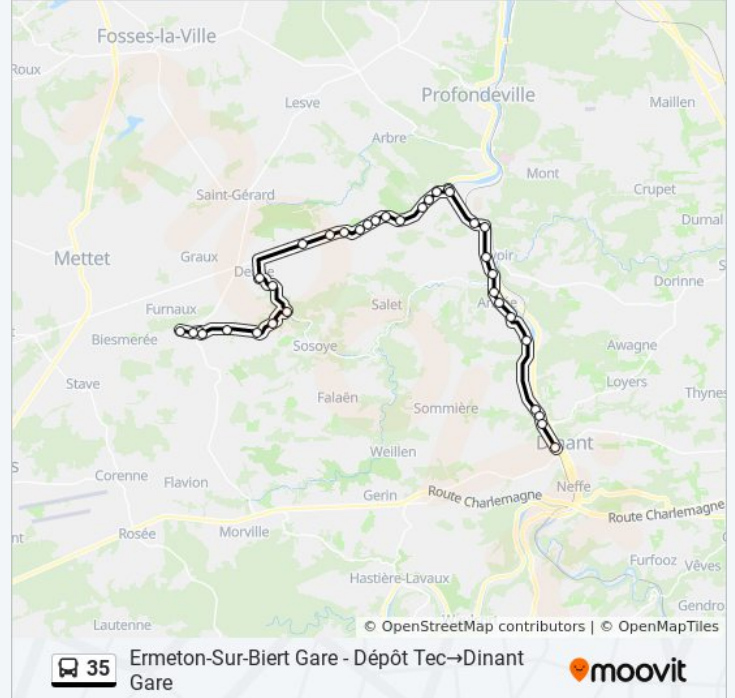 Fosses-la-Ville
Roux
Lesve
Profondeville
Maillen
Arbre
Mont
Crupet
Saint-Gérard
Durnal
Mettet
Graux
Dorinne
Furnaux
Salet
Biesmerée
Sosoye
Awagne
Stave
Loyers
Falaën
Thynes
Sommière
Dinant
Weillen
Corenne
Flavion
Gerin
Route Charlemagne
Neffe
Route Charlemagne
Rosée
Morville
Furfooz
Vêves
Hastière-Lavaux
Gendro
Lautenne
© OpenStreetMap contributors | © OpenMapTiles
35
Ermeton-Sur-Biert Gare - Dépôt Tec→Dinant
Gare
moovit